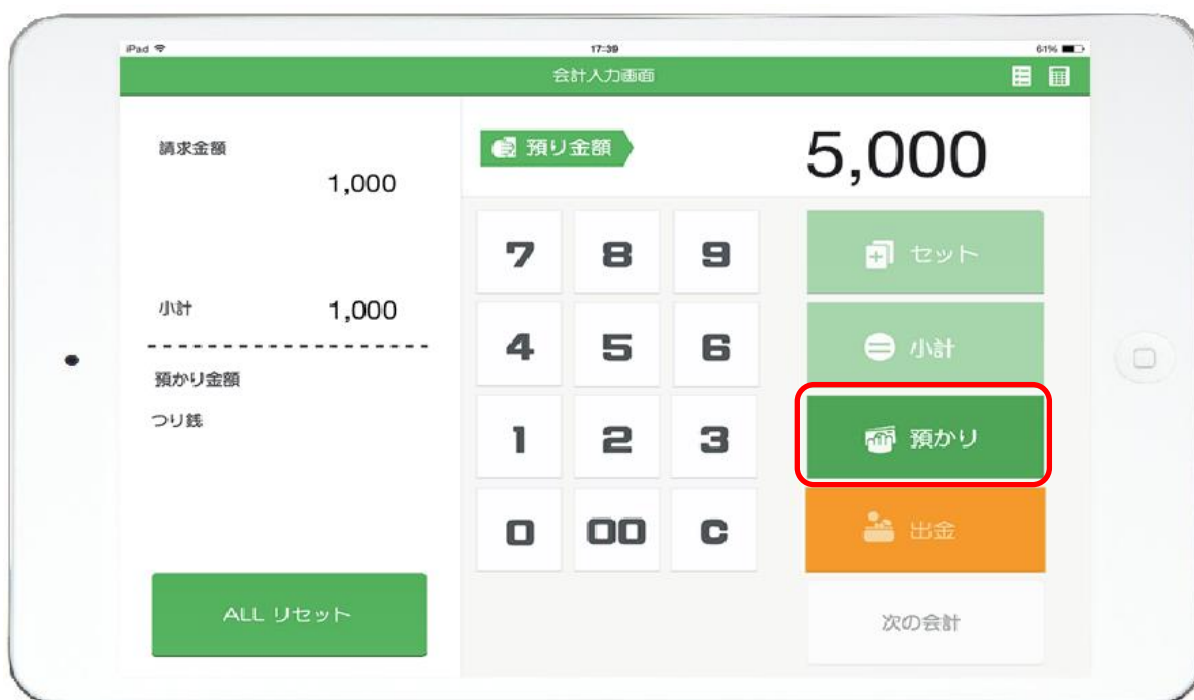 iPad 17:39 61%
会計入力画面
請求金額
1,000
小計 1,000
預かり金額
つり銭
ALL リセット
預り金額 5,000
7 8 9 セット
4 5 6 小計
1 2 3 預かり
0 00 C 出金
次の会計